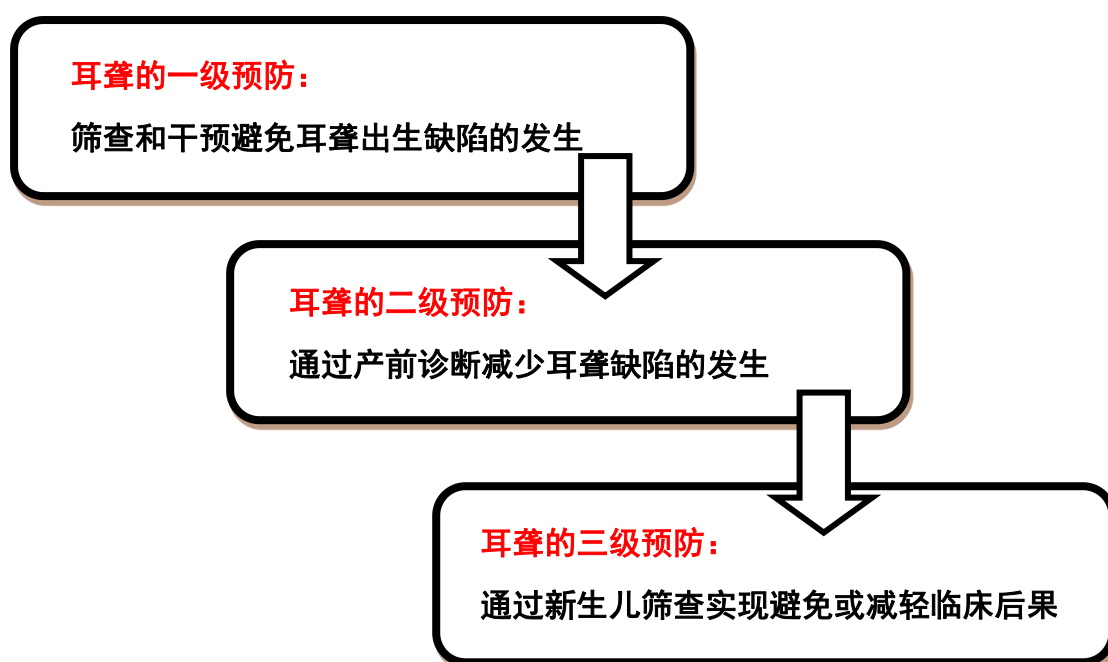 耳聋的一级预防：
筛查和干预避免耳聋出生缺陷的发生
耳聋的二级预防：
通过产前诊断减少耳聋缺陷的发生
耳聋的三级预防：
通过新生儿筛查实现避免或减轻临床后果